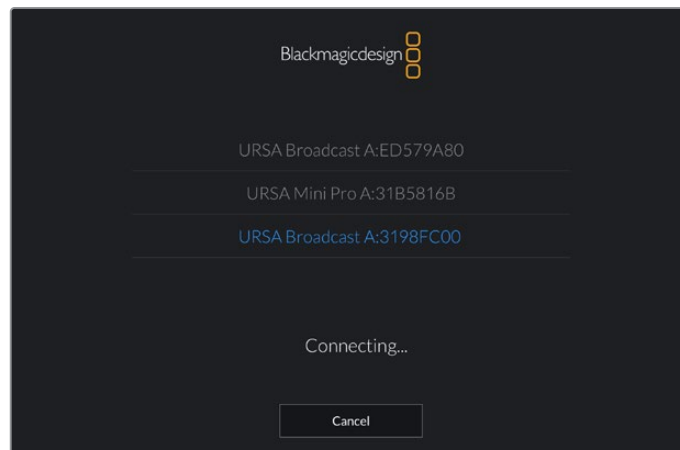 Blackmagicdesign
URSA Broadcast A:ED579A80
URSA Mini Pro A:31B5816B
URSA Broadcast A:3198FC00
Connecting...
Cancel